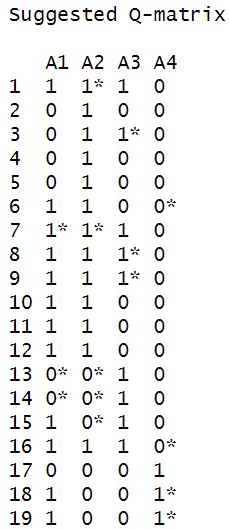 Suggested Q-matrix
A1 A2 A3 A4
1 1 1* 1 0
2 0 1 0 0
3 0 1 1* 0
4 0 1 0 0
5 0 1 0 0
6 1 1 0 0*
7 1* 1* 1 0
8 1 1 1* 0
9 1 1 1* 0
10 1 1 0 0
11 1 1 0 0
12 1 1 0 0
13 0* 0* 1 0
14 0* 0* 1 0
15 1 0* 1 0
16 1 1 1 0*
17 0 0 0 1
18 1 0 0 1*
19 1 0 0 1*